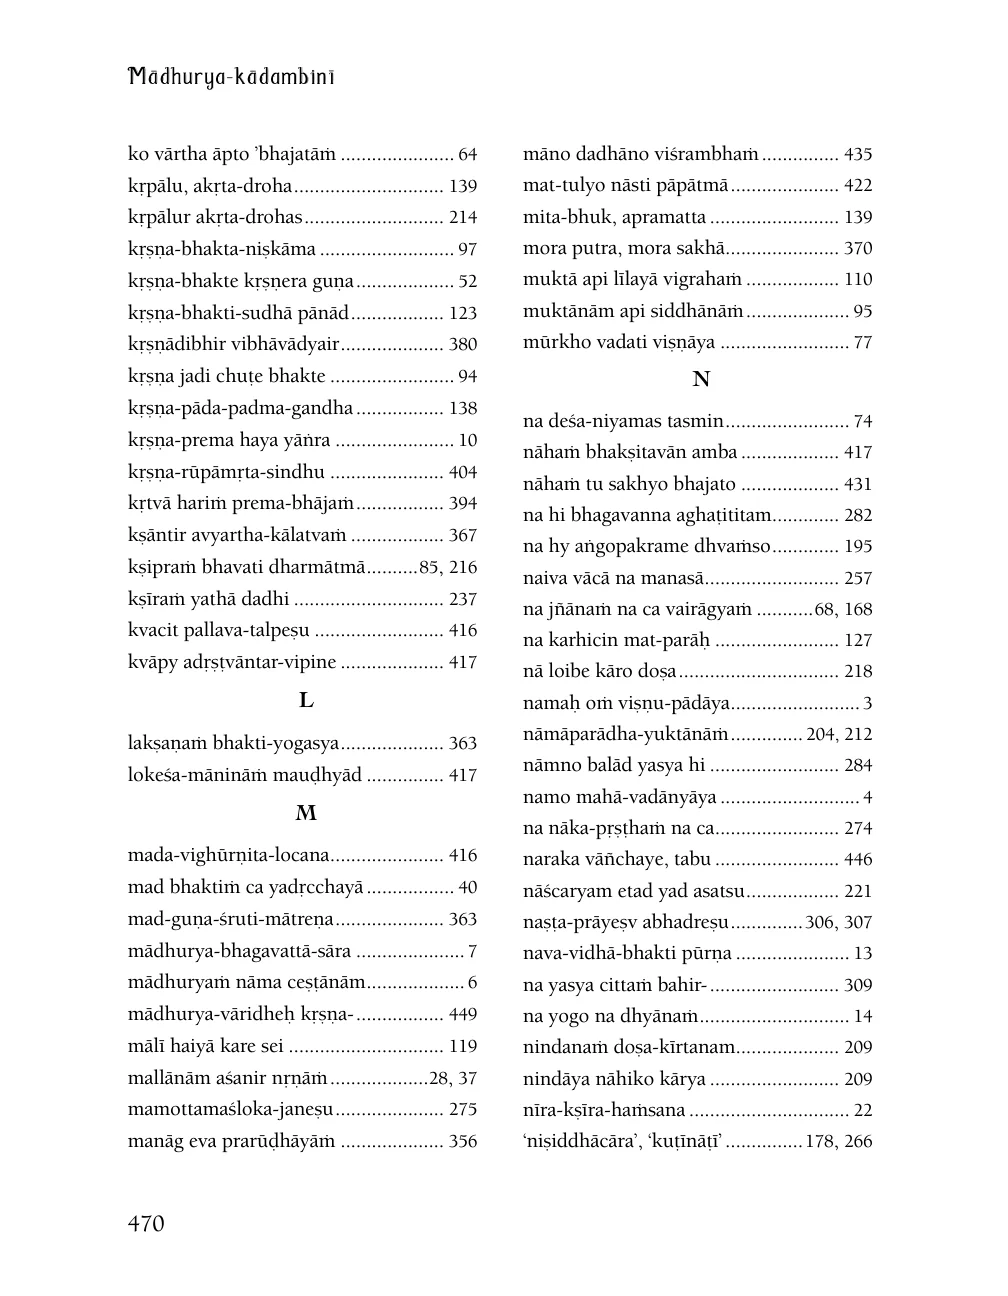 Mādhurya-kādambinī
ko vārtha āpto ’bhajatāṁ ...................... 64
kṛpālu, akṛta-droha............................. 139
kṛpālur akṛta-drohas........................... 214
kṛṣṇa-bhakta-niṣkāma .......................... 97
kṛṣṇa-bhakte kṛṣṇera guṇa................... 52
kṛṣṇa-bhakti-sudhā pānād.................. 123
kṛṣṇādibhir vibhāvādyair.................... 380
kṛṣṇa jadi chuṭe bhakte ........................ 94
kṛṣṇa-pāda-padma-gandha................. 138
kṛṣṇa-prema haya yāṅra ....................... 10
kṛṣṇa-rūpāmṛta-sindhu ...................... 404
kṛtvā hariṁ prema-bhājaṁ................. 394
kṣāntir avyartha-kālatvaṁ .................. 367
kṣipraṁ bhavati dharmātmā..........85, 216
kṣīraṁ yathā dadhi ............................. 237
kvacit pallava-talpeṣu ......................... 416
kvāpy adṛṣṭvāntar-vipine .................... 417
L
lakṣaṇaṁ bhakti-yogasya.................... 363
lokeśa-mānināṁ mauḍhyād ............... 417
M
mada-vighūrṇita-locana...................... 416
mad bhaktiṁ ca yadṛcchayā................. 40
mad-guṇa-śruti-mātreṇa..................... 363
mādhurya-bhagavattā-sāra ..................... 7
mādhuryaṁ nāma ceṣṭānām................... 6
mādhurya-vāridheḥ kṛṣṇa-................. 449
mālī haiyā kare sei .............................. 119
mallānām aśanir nṛṇāṁ...................28, 37
mamottamaśloka-janeṣu..................... 275
manāg eva prarūḍhāyāṁ .................... 356
māno dadhāno viśrambhaṁ............... 435
mat-tulyo nāsti pāpātmā..................... 422
mita-bhuk, apramatta ......................... 139
mora putra, mora sakhā...................... 370
muktā api līlayā vigrahaṁ .................. 110
muktānām api siddhānāṁ.................... 95
mūrkho vadati viṣṇāya ......................... 77
N
na deśa-niyamas tasmin........................ 74
nāhaṁ bhakṣitavān amba ................... 417
nāhaṁ tu sakhyo bhajato ................... 431
na hi bhagavanna aghaṭititam............. 282
na hy aṅgopakrame dhvaṁso............. 195
naiva vācā na manasā.......................... 257
na jñānaṁ na ca vairāgyaṁ ...........68, 168
na karhicin mat-parāḥ ........................ 127
nā loibe kāro doṣa............................... 218
namaḥ oṁ viṣṇu-pādāya......................... 3
nāmāparādha-yuktānāṁ.............. 204, 212
nāmno balād yasya hi ......................... 284
namo mahā-vadānyāya ........................... 4
na nāka-pṛṣṭhaṁ na ca........................ 274
naraka vāñchaye, tabu ........................ 446
nāścaryam etad yad asatsu.................. 221
naṣṭa-prāyeṣv abhadreṣu..............306, 307
nava-vidhā-bhakti pūrṇa ...................... 13
na yasya cittaṁ bahir-......................... 309
na yogo na dhyānaṁ............................. 14
nindanaṁ doṣa-kīrtanam.................... 209
nindāya nāhiko kārya ......................... 209
nīra-kṣīra-haṁsana ............................... 22
‘niṣiddhācāra’, ‘kuṭīnāṭī’...............178, 266
470